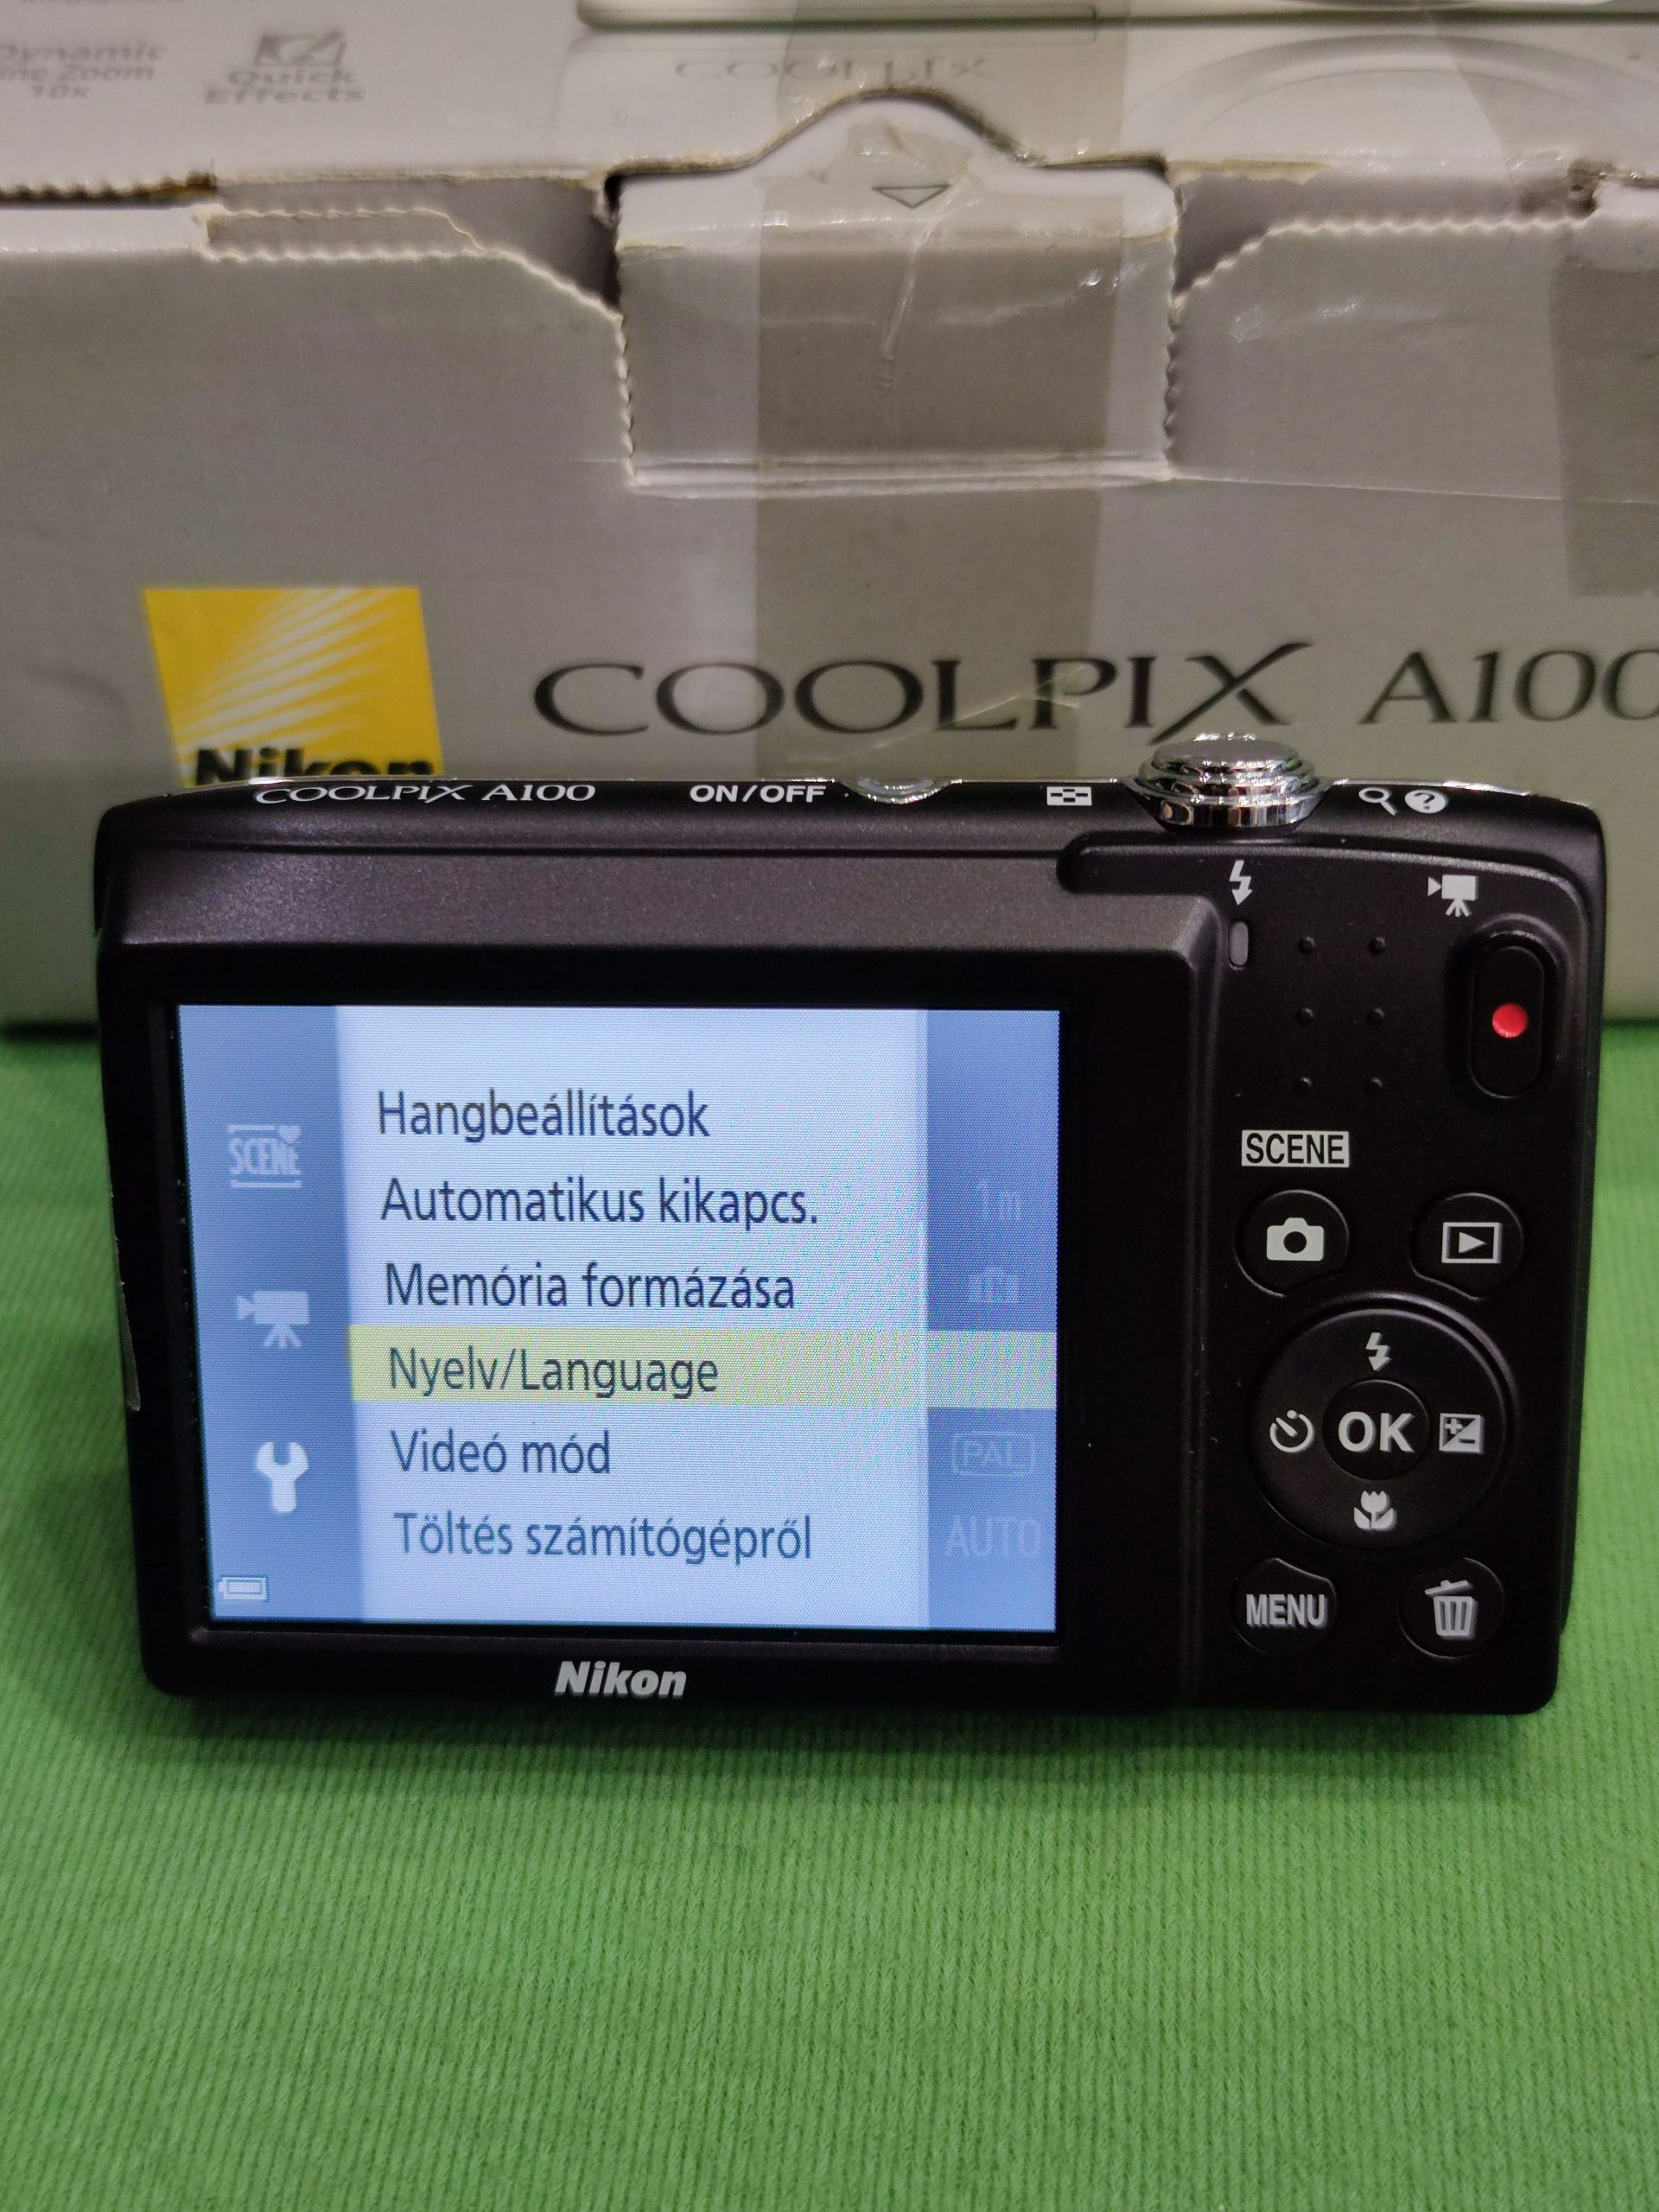 Dynamic
Zoom
10x
Quick
Effects
COOLPIX
COOLPIX A100
Nikon
COOLPIX A100
ON/OFF
SCENE
Hangbeállítások
Automatikus kikapcs.
1m
Memória formázása
Nyelv/Language
Videó mód
PAL
Töltés számítógépről
AUTO
SCENE
OK
MENU
Nikon